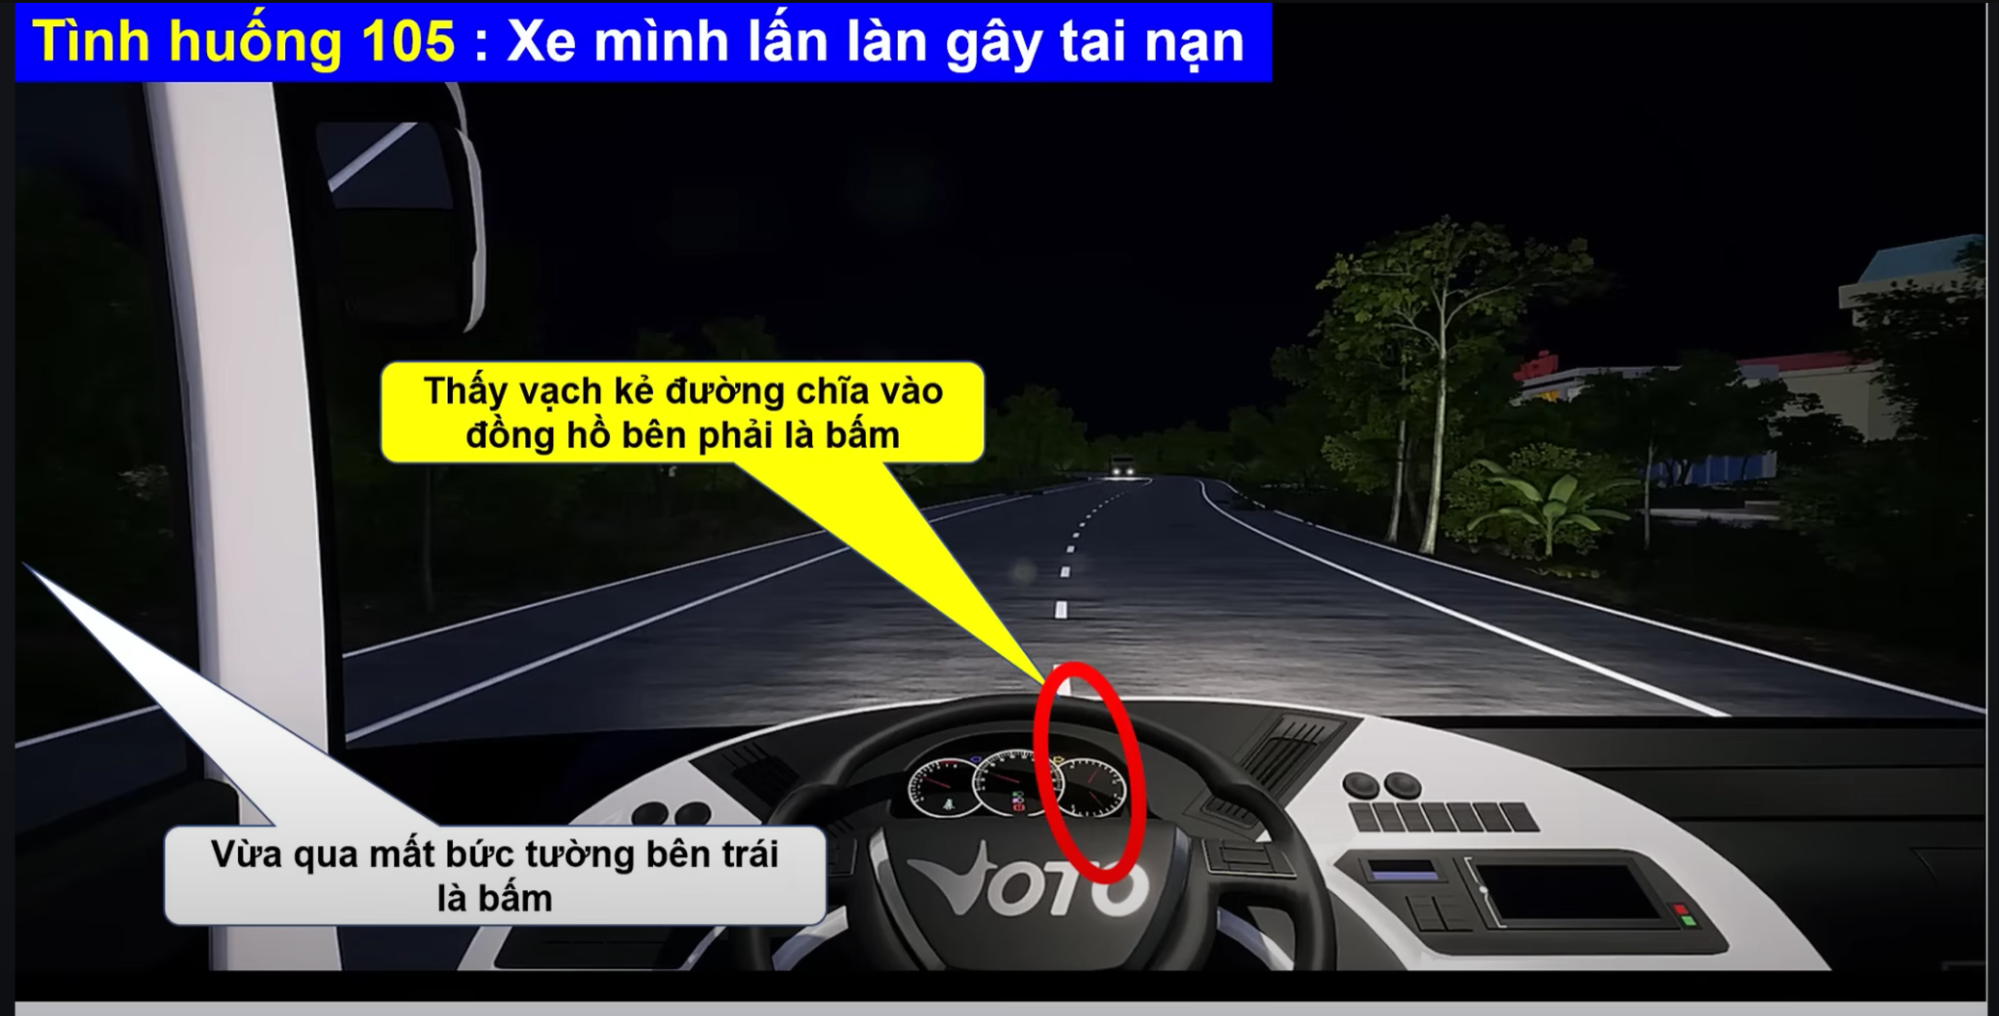 Tình huống 105 : Xe mình lấn làn gây tai nạn
Thấy vạch kẻ đường chĩa vào
đồng hồ bên phải là bấm
Vừa qua mất bức tường bên trái
là bấm
VOTO